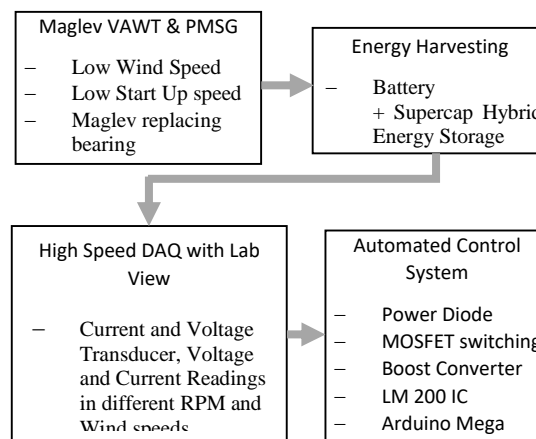 Maglev VAWT & PMSG
– Low Wind Speed
– Low Start Up speed
– Maglev replacing
bearing
Energy Harvesting
– Battery
+ Supercap Hybrid
Energy Storage
High Speed DAQ with Lab
View
– Current and Voltage
Transducer, Voltage
and Current Readings
in different RPM and
Wind speeds
Automated Control
System
– Power Diode
– MOSFET switching
– Boost Converter
– LM 200 IC
– Arduino Mega